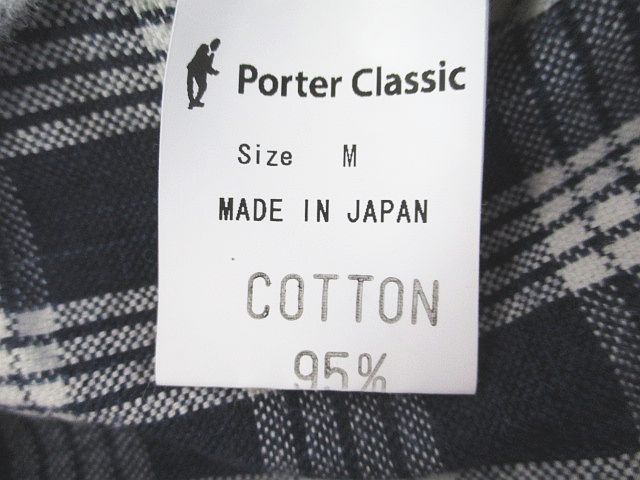 Porter Classic
Size M
MADE IN JAPAN
COTTON
95%